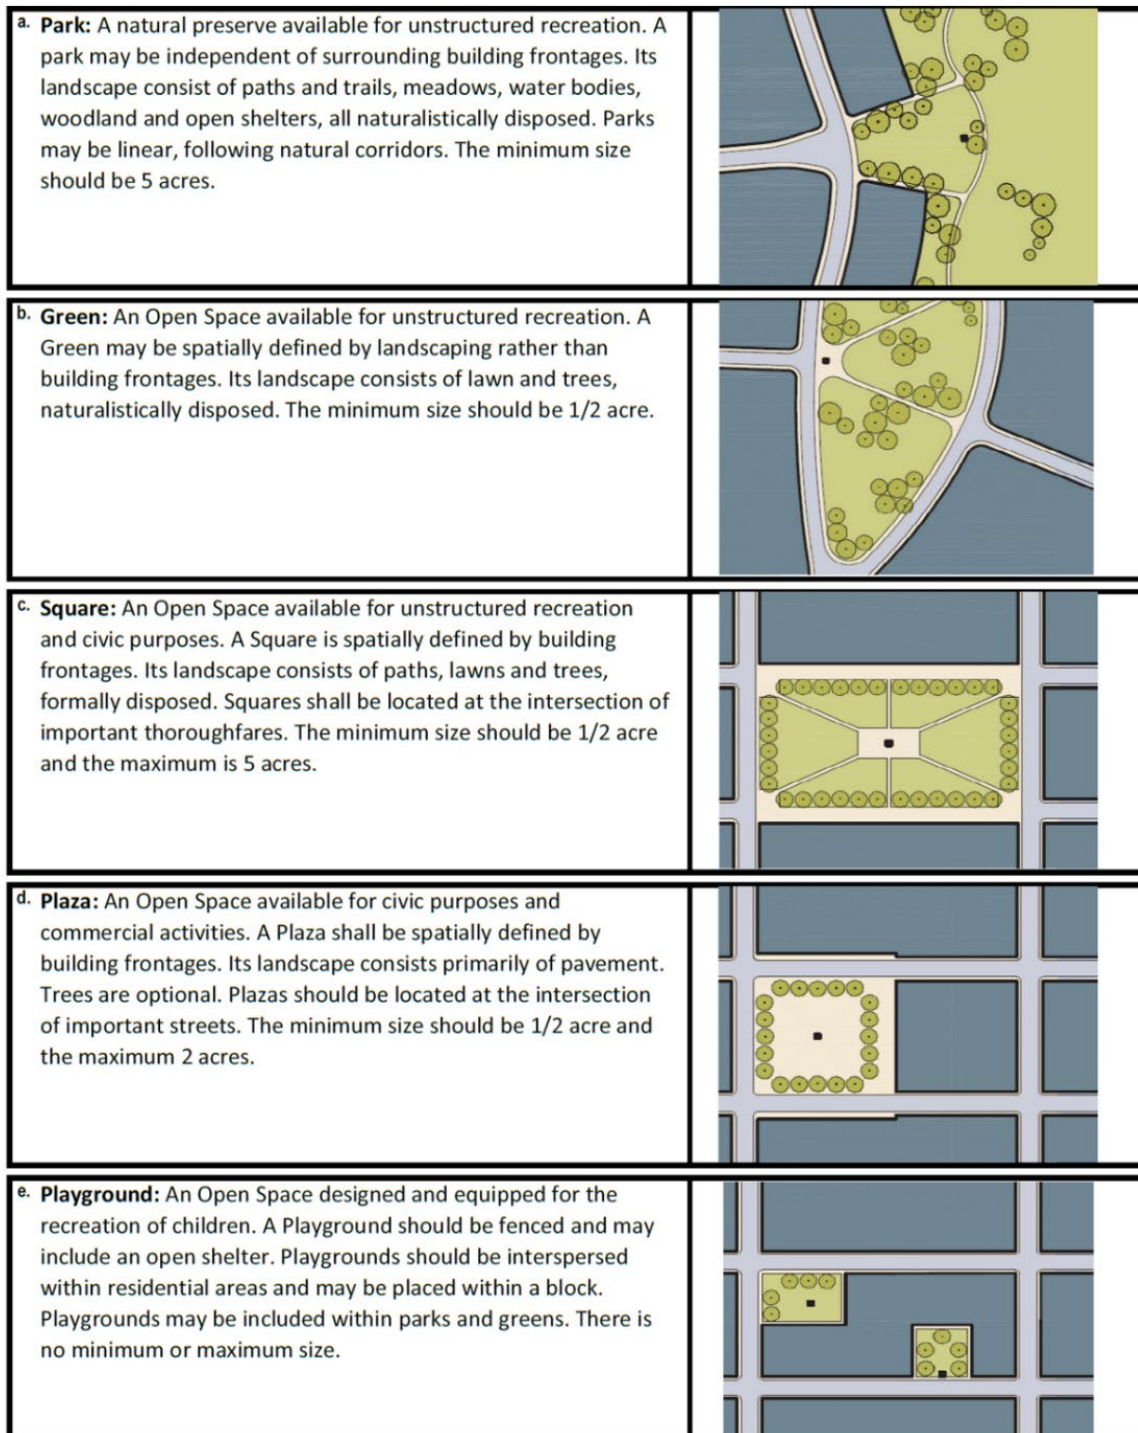 a. Park: A natural preserve available for unstructured recreation. A
park may be independent of surrounding building frontages. Its
landscape consist of paths and trails, meadows, water bodies,
woodland and open shelters, all naturalistically disposed. Parks
may be linear, following natural corridors. The minimum size
should be 5 acres.
b. Green: An Open Space available for unstructured recreation. A
Green may be spatially defined by landscaping rather than
building frontages. Its landscape consists of lawn and trees,
naturalistically disposed. The minimum size should be 1/2 acre.
c. Square: An Open Space available for unstructured recreation
and civic purposes. A Square is spatially defined by building
frontages. Its landscape consists of paths, lawns and trees,
formally disposed. Squares shall be located at the intersection of
important thoroughfares. The minimum size should be 1/2 acre
and the maximum is 5 acres.
d. Plaza: An Open Space available for civic purposes and
commercial activities. A Plaza shall be spatially defined by
building frontages. Its landscape consists primarily of pavement.
Trees are optional. Plazas should be located at the intersection
of important streets. The minimum size should be 1/2 acre and
the maximum 2 acres.
e. Playground: An Open Space designed and equipped for the
recreation of children. A Playground should be fenced and may
include an open shelter. Playgrounds should be interspersed
within residential areas and may be placed within a block.
Playgrounds may be included within parks and greens. There is
no minimum or maximum size.